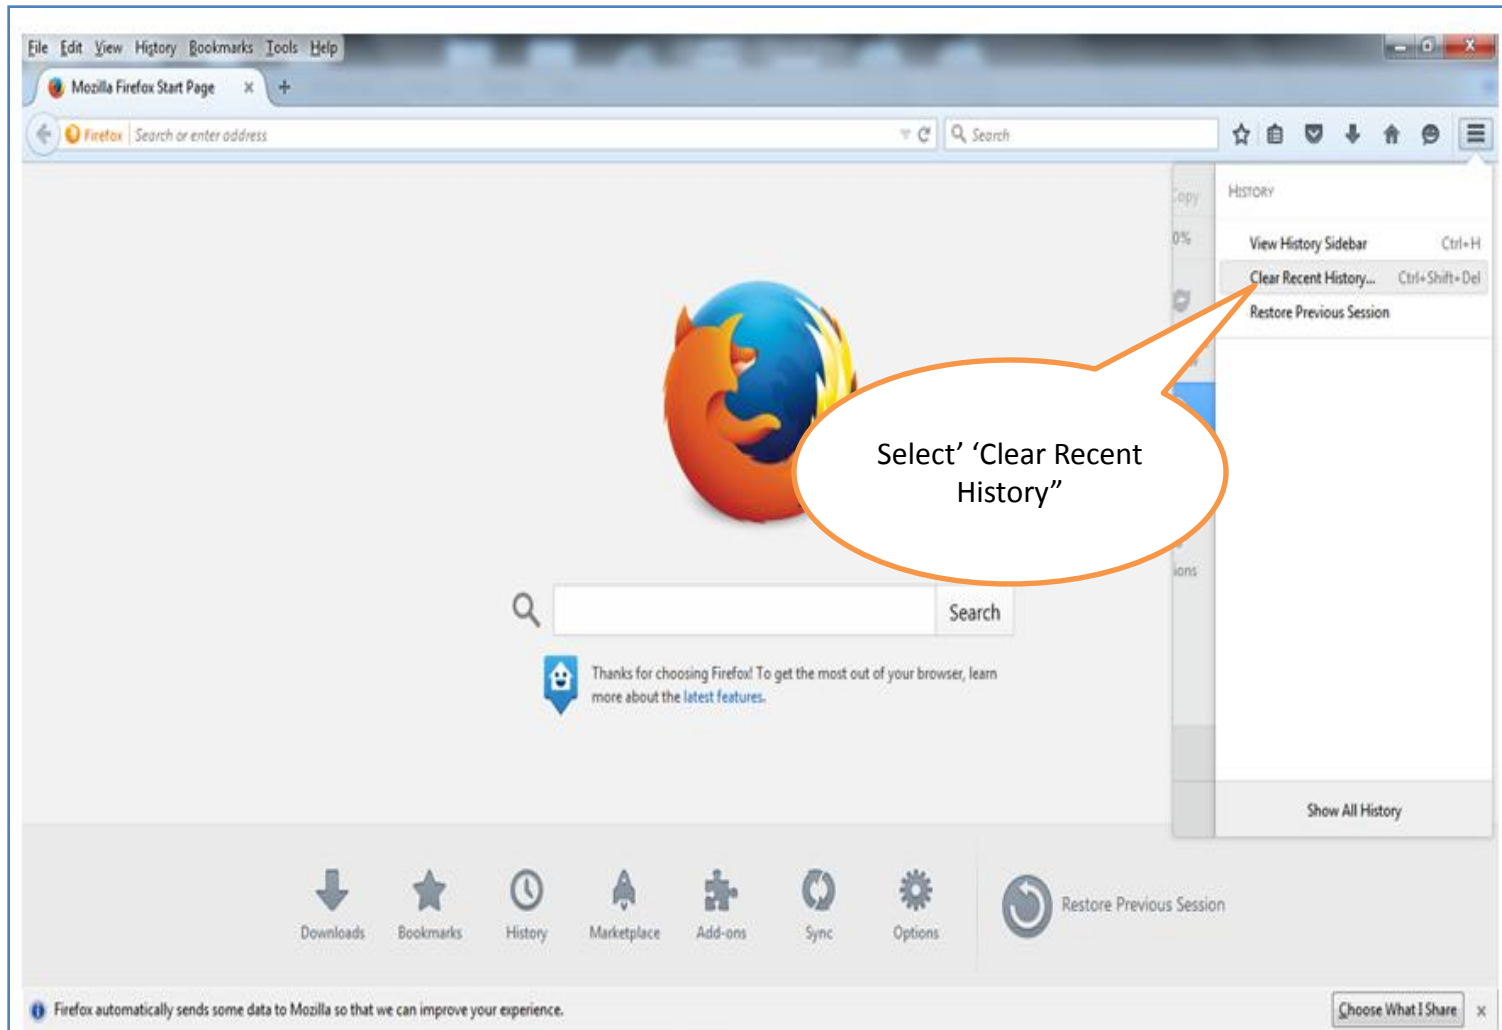 File Edit View History Bookmarks Tools Help
Mozilla Firefox Start Page
Firefox Search or enter address
Search
Copy
0%
HISTORY
View History Sidebar Ctrl+H
Clear Recent History... Ctrl+Shift+Del
Restore Previous Session
Select’ ‘Clear Recent
History”
ions
Search
Thanks for choosing Firefox! To get the most out of your browser, learn
more about the latest features.
Show All History
Downloads Bookmarks History Marketplace Add-ons Sync Options
Restore Previous Session
Firefox automatically sends some data to Mozilla so that we can improve your experience.
Choose What I Share